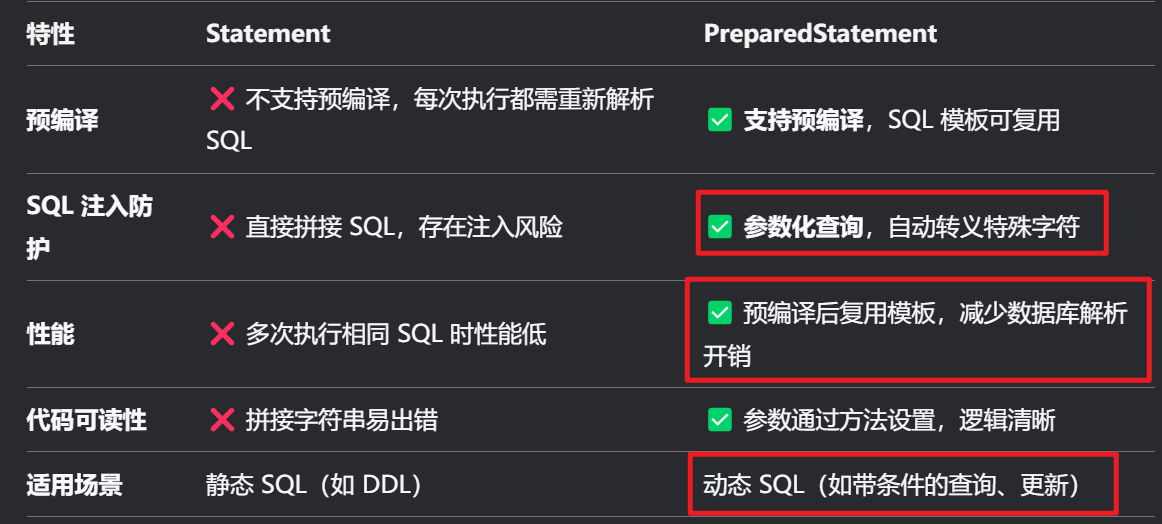 特性 Statement PreparedStatement
预编译 ❌ 不支持预编译，每次执行都需重新解析 SQL ✅ 支持预编译，SQL 模板可复用
SQL 注入防护 ❌ 直接拼接 SQL，存在注入风险 ✅ 参数化查询，自动转义特殊字符
性能 ❌ 多次执行相同 SQL 时性能低 ✅ 预编译后复用模板，减少数据库解析开销
代码可读性 ❌ 拼接字符串易出错 ✅ 参数通过方法设置，逻辑清晰
适用场景 静态 SQL（如 DDL） 动态 SQL（如带条件的查询、更新）